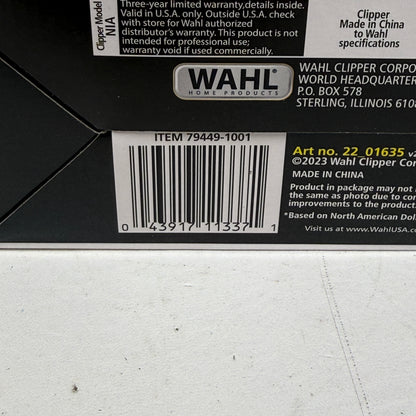 Three-year limited warranty,details inside.
Valid in U.S.A. only. Outside U.S.A. check
with store for Wahl authorized
distributor's warranty. This product is not
intended for professional use;
warranty void if used commercially.
Clipper Model
NIA
Clipper
Made in China
to Wahl
specifications
WAHL
HOME PRODUCTS
WAHL CLIPPER CORPO
WORLD HEADQUARTER
P.O. BOX 578
STERLING, ILLINOIS 610
ITEM 79449-1001
0 43917 11337 1
Art no. 22_01635 v2
©2023 Wahl Clipper Cor
MADE IN CHINA
Product in package may not
the same as photo due to con
improvements to the product.
*Based on North American Dol
Visit us at www.WahlUSA.c